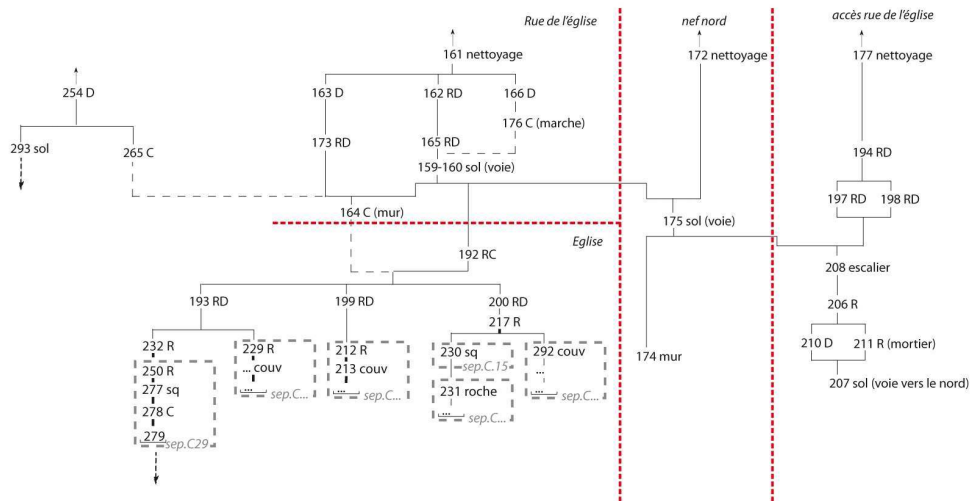 Rue de l'église
nef nord
accès rue de l'église
161 nettoyage
172 nettoyage
177 nettoyage
254 D
163 D
162 RD
166 D
176 C (marche)
293 sol
265 C
173 RD
165 RD
194 RD
159-160 sol (voie)
197 RD
198 RD
164 C (mur)
175 sol (voie)
Eglise
192 RC
208 escalier
193 RD
199 RD
200 RD
206 R
217 R
210 D
211 R (mortier)
232 R
229 R
212 R
230 sq
292 couv
174 mur
250 R
... couv
213 couv
sep.C.15
...
207 sol (voie vers le nord)
277 sq
...
...
231 roche
...
sep.C...
sep.C...
...
sep.C...
278 C
sep.C...
279
sep.C29